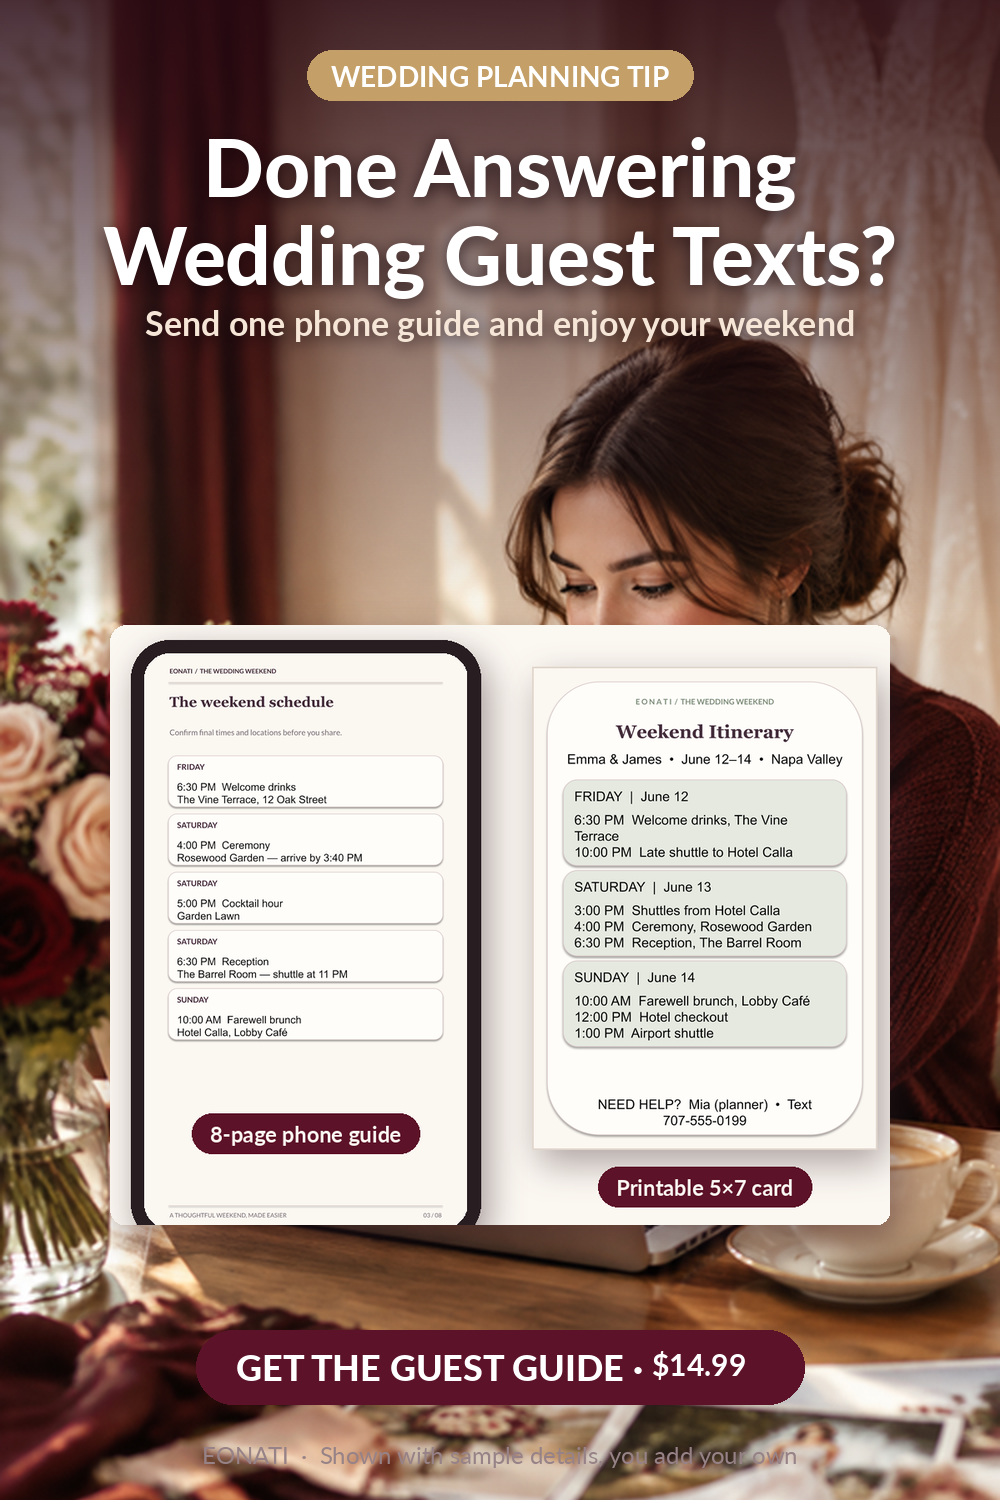 WEDDING PLANNING TIP
Done Answering
Wedding Guest Texts?
Send one phone guide and enjoy your weekend
EONATI / THE WEDDING WEEKEND
The weekend schedule
Confirm final times and locations before you share.
FRIDAY
6:30 PM Welcome drinks
The Vine Terrace, 12 Oak Street
SATURDAY
4:00 PM Ceremony
Rosewood Garden — arrive by 3:40 PM
SATURDAY
5:00 PM Cocktail hour
Garden Lawn
SATURDAY
6:30 PM Reception
The Barrel Room — shuttle at 11 PM
SUNDAY
10:00 AM Farewell brunch
Hotel Calla, Lobby Café
8-page phone guide
A THOUGHTFUL WEEKEND, MADE EASIER
03 / 08
EONATI / THE WEDDING WEEKEND
Weekend Itinerary
Emma & James • June 12–14 • Napa Valley
FRIDAY | June 12
6:30 PM Welcome drinks, The Vine
Terrace
10:00 PM Late shuttle to Hotel Calla
SATURDAY | June 13
3:00 PM Shuttles from Hotel Calla
4:00 PM Ceremony, Rosewood Garden
6:30 PM Reception, The Barrel Room
SUNDAY | June 14
10:00 AM Farewell brunch, Lobby Café
12:00 PM Hotel checkout
1:00 PM Airport shuttle
NEED HELP? Mia (planner) • Text
707-555-0199
Printable 5×7 card
GET THE GUEST GUIDE · $14.99
EONATI · Shown with sample details, you add your own